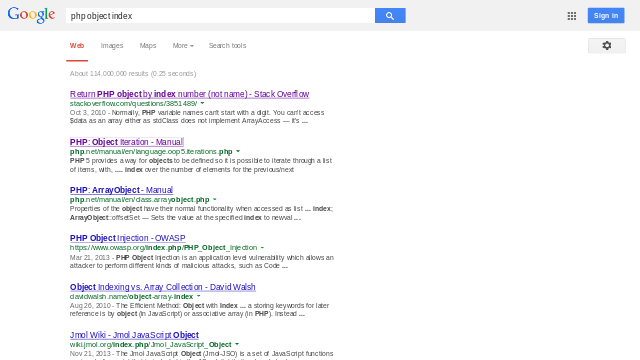 Google php object index Sign in
Web Images Maps More Search tools
About 114,000,000 results (0.25 seconds)
Return PHP object by index number (not name) - Stack Overflow
stackoverflow.com/questions/3851489/
Oct 3, 2010 - Normally, PHP variable names can't start with a digit. You can't access
$data as an array either as stdClass does not implement ArrayAccess — it's ...
PHP: Object Iteration - Manual
php.net/manual/en/language.oop5.iterations.php
PHP 5 provides a way for objects to be defined so it is possible to iterate through a list
of items, with, .... index over the number of elements for the previous/next
PHP: ArrayObject - Manual
php.net/manual/en/class.arrayobject.php
Properties of the object have their normal functionality when accessed as list ... index;
ArrayObject::offsetSet — Sets the value at the specified index to newval ....
PHP Object Injection - OWASP
https://www.owasp.org/index.php/PHP_Object_Injection
Mar 21, 2013 - PHP Object Injection is an application level vulnerability which allows an
attacker to perform different kinds of malicious attacks, such as Code ...
Object Indexing vs. Array Collection - David Walsh
davidwalsh.name/object-array-index
Aug 26, 2010 - The Efficient Method: Object with Index ... a storing keywords for later
reference is by object (in JavaScript) or associative array (in PHP). Instead ...
Jmol Wiki - Jmol JavaScript Object
wiki.jmol.org/index.php/Jmol_JavaScript_Object
Nov 21, 2013 - The Jmol JavaScript Object (Jmol-JSO) is a set of JavaScript functions